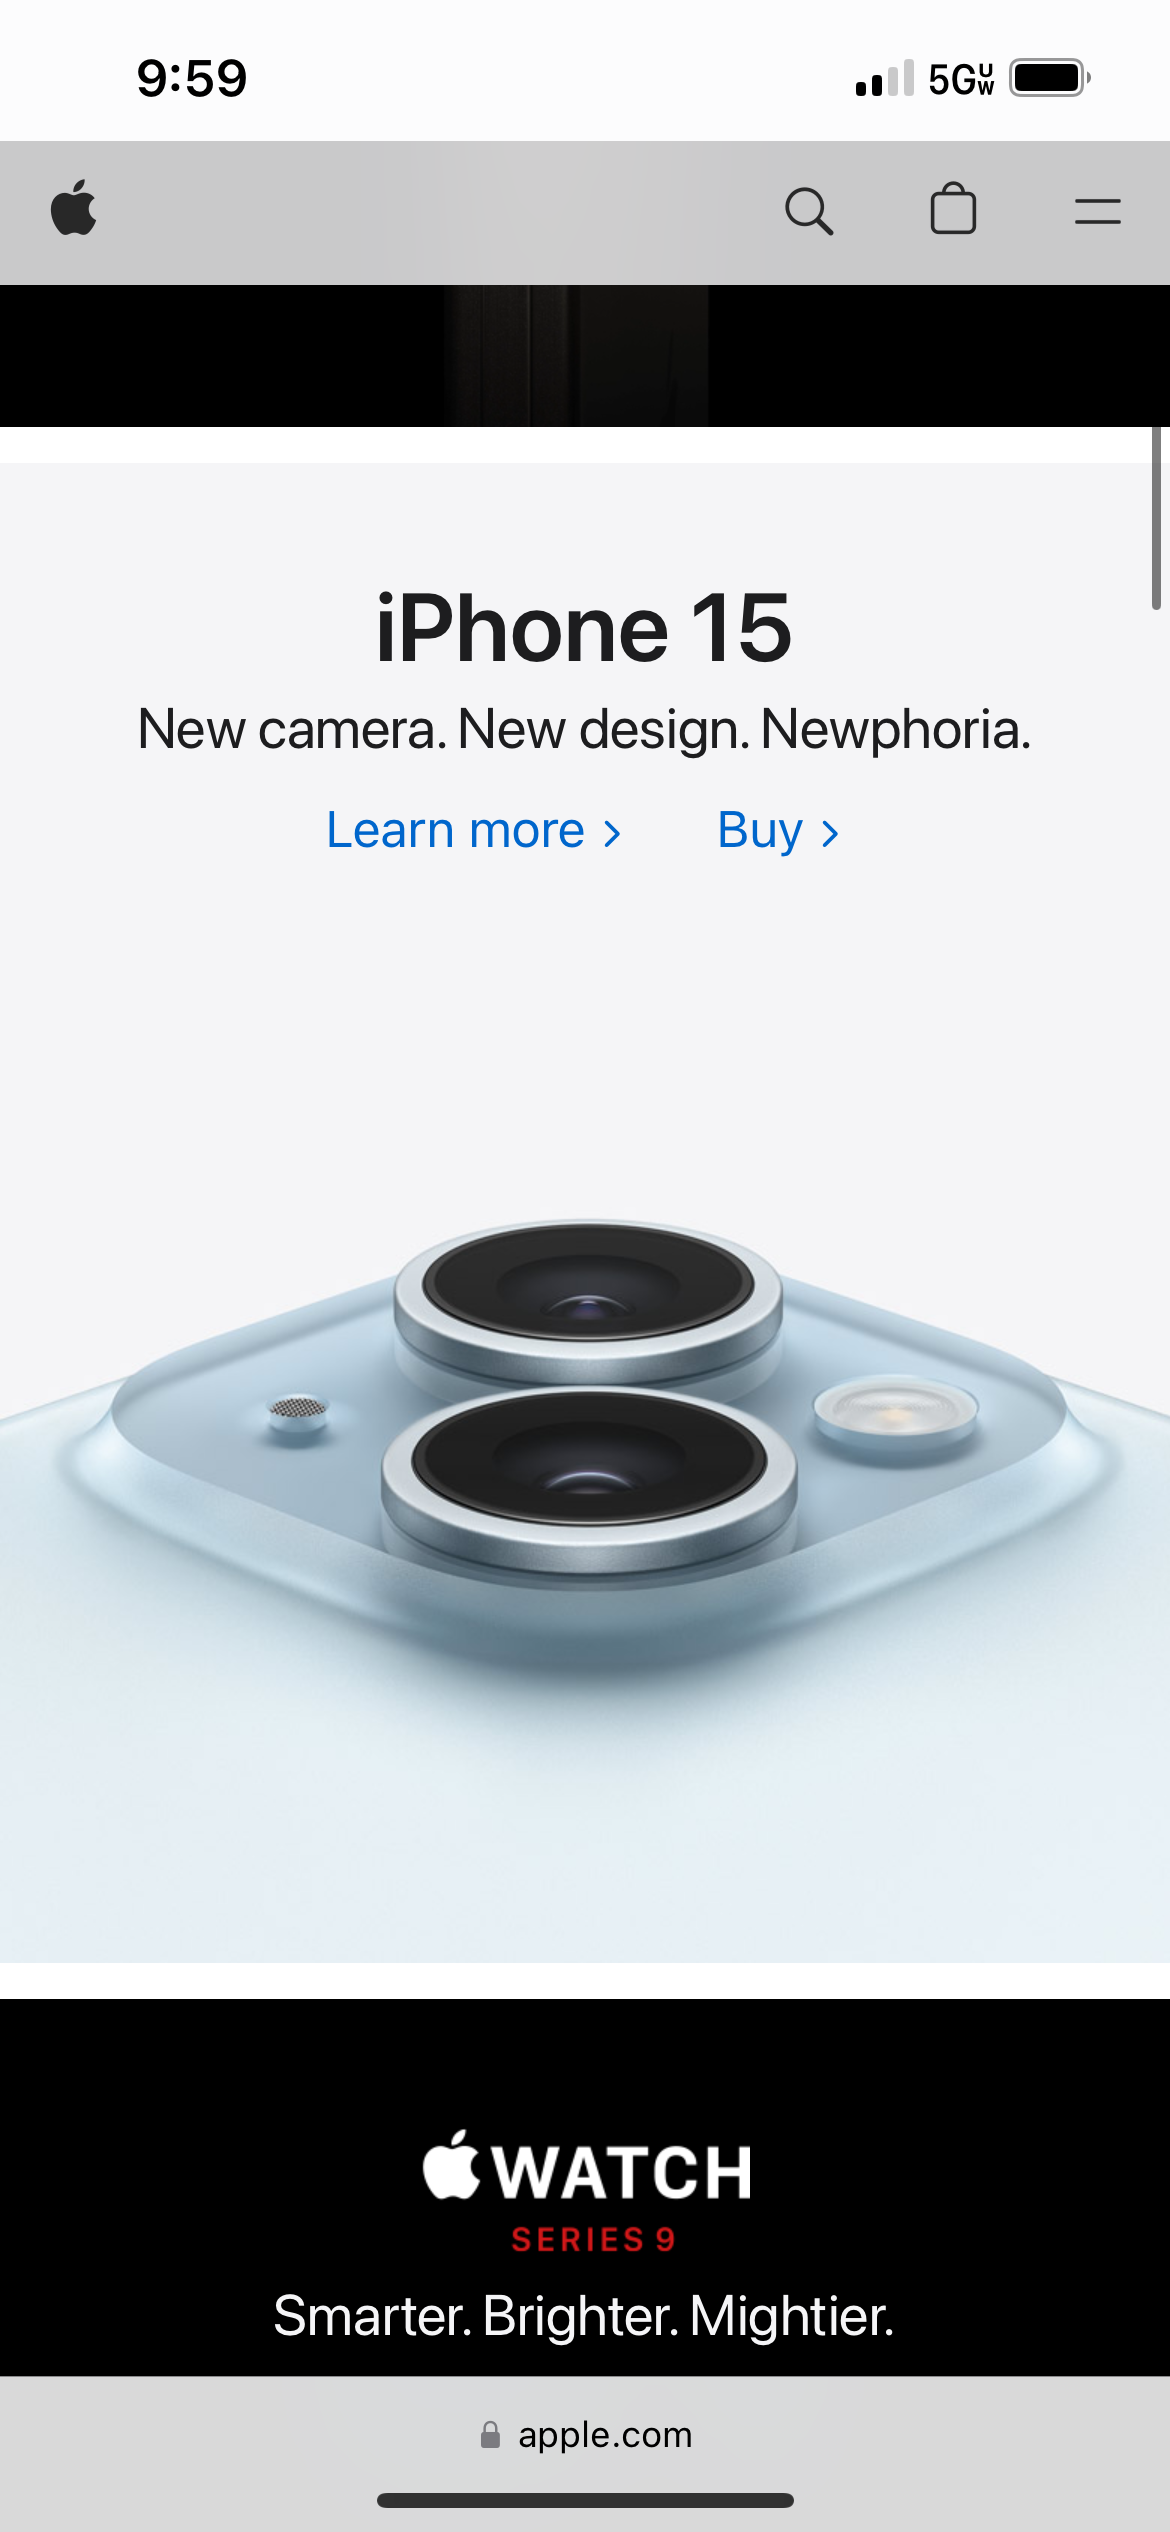 9:59 5G UW
iPhone 15
New camera. New design. Newphoria.
Learn more > Buy >
WATCH
SERIES 9
Smarter. Brighter. Mightier.
apple.com